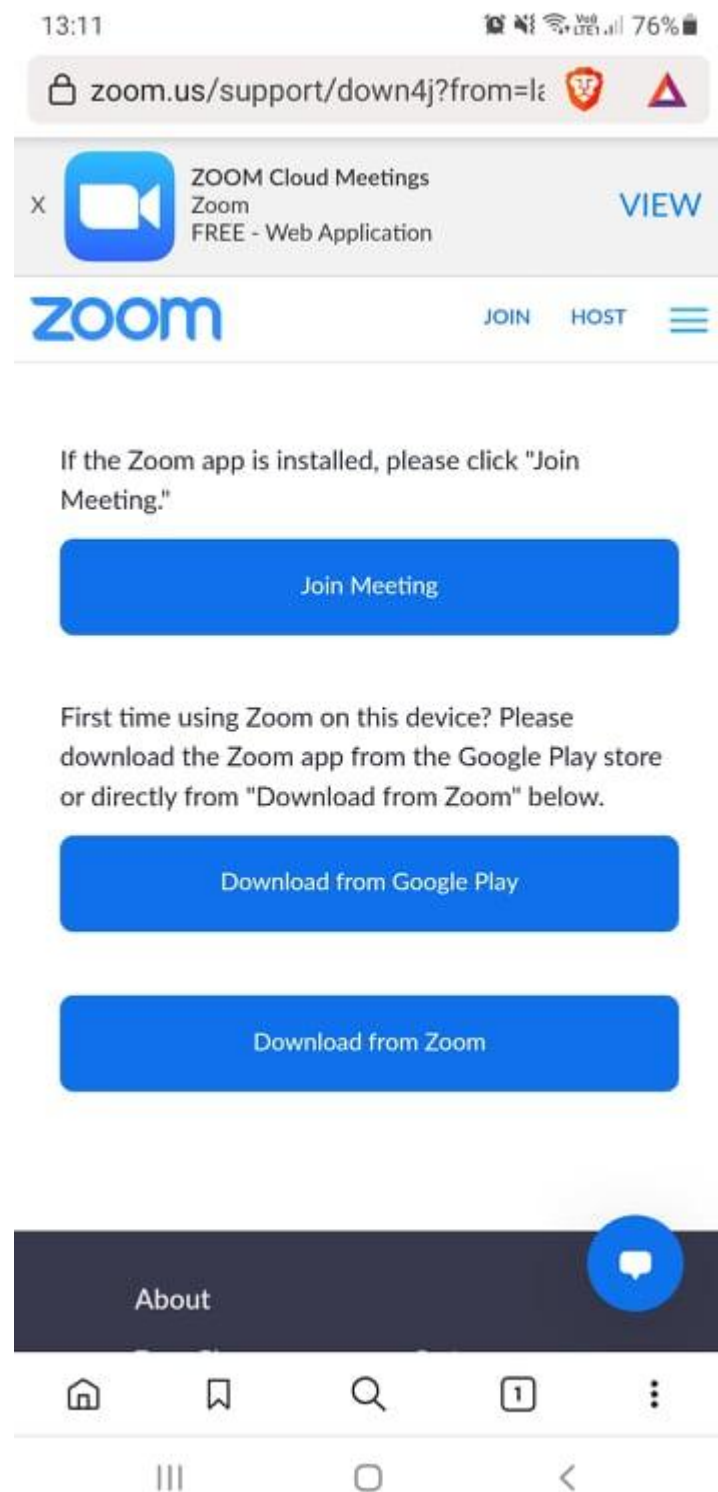 13:11 76%
zoom.us/support/down4j?from=la
X
ZOOM Cloud Meetings
Zoom
FREE - Web Application
VIEW
zoom JOIN HOST
If the Zoom app is installed, please click "Join
Meeting."
Join Meeting
First time using Zoom on this device? Please
download the Zoom app from the Google Play store
or directly from "Download from Zoom" below.
Download from Google Play
Download from Zoom
About
1